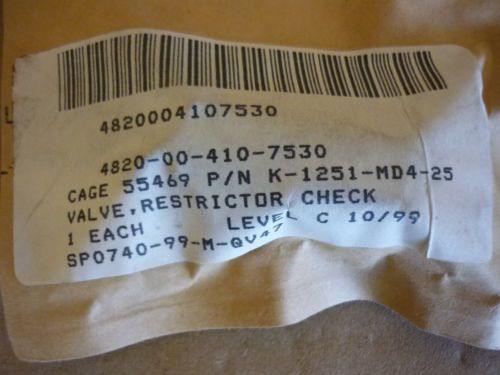 4820004107530
4820-00-410-7530
CAGE 55469 P/N K-1251-MD4-25
VALVE,RESTRICTOR CHECK
1 EACH LEVEL C 10/99
SP0740-99-M-QV47